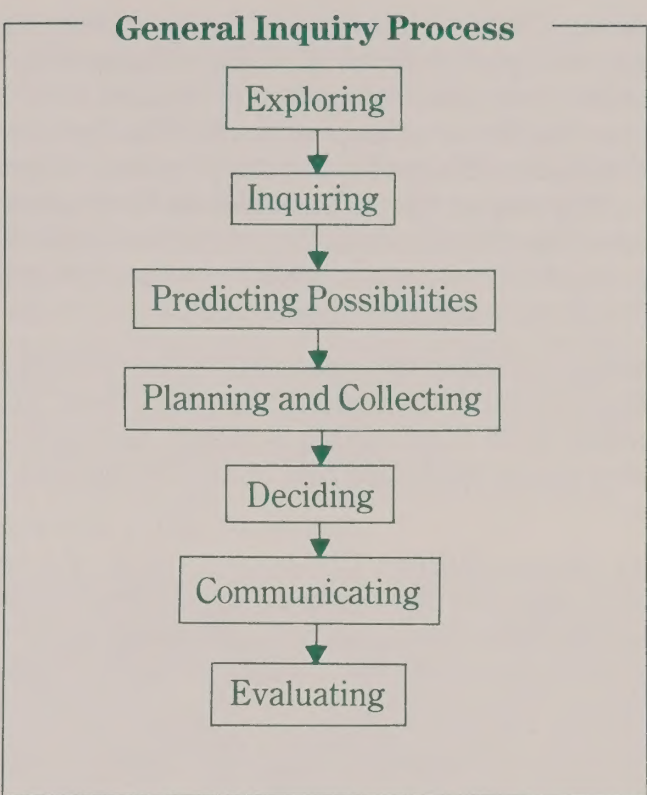 General Inquiry Process
Exploring
Inquiring
Predicting Possibilities
Planning and Collecting
Deciding
Communicating
Evaluating